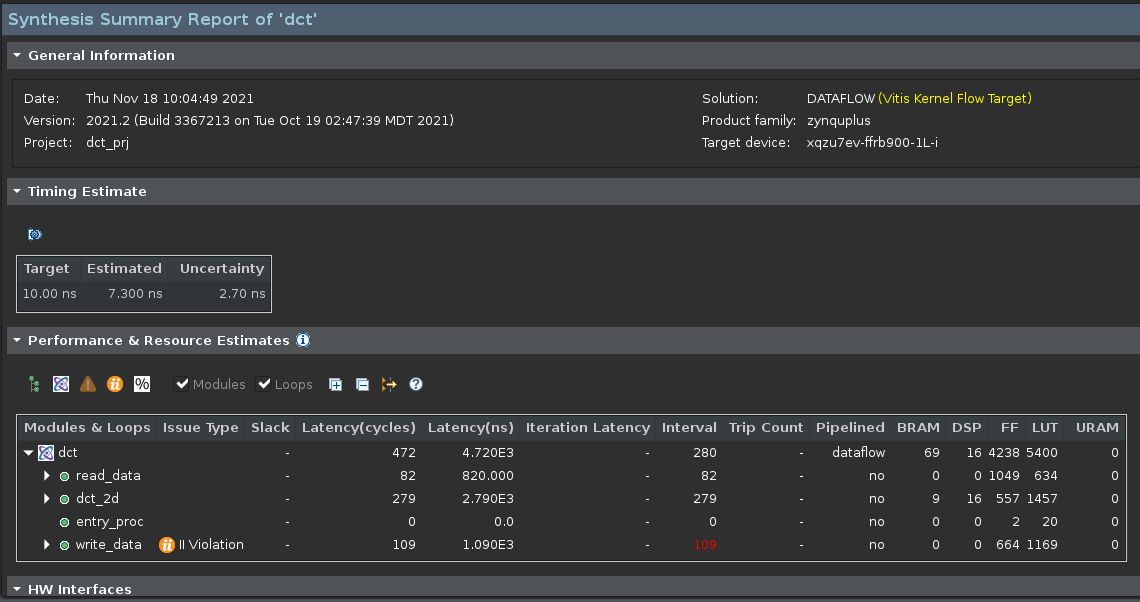 Synthesis Summary Report of 'dct'
General Information
Date: Thu Nov 18 10:04:49 2021 Solution: DATAFLOW (Vitis Kernel Flow Target)
Version: 2021.2 (Build 3367213 on Tue Oct 19 02:47:39 MDT 2021) Product family: zynquplus
Project: dct_prj Target device: xqzu7ev-ffrb900-1L-i
Timing Estimate
Target Estimated Uncertainty
10.00 ns 7.300 ns 2.70 ns
Performance & Resource Estimates
% Modules Loops
Modules & Loops Issue Type Slack Latency(cycles) Latency(ns) Iteration Latency Interval Trip Count Pipelined BRAM DSP FF LUT URAM
dct - 472 4.720E3 - 280 - dataflow 69 16 4238 5400 0
read_data - 82 820.000 - 82 - no 0 0 1049 634 0
dct_2d - 279 2.790E3 - 279 - no 9 16 557 1457 0
entry_proc - 0 0.0 - 0 - no 0 0 2 20 0
write_data II Violation - 109 1.090E3 - 109 - no 0 0 664 1169 0
HW Interfaces